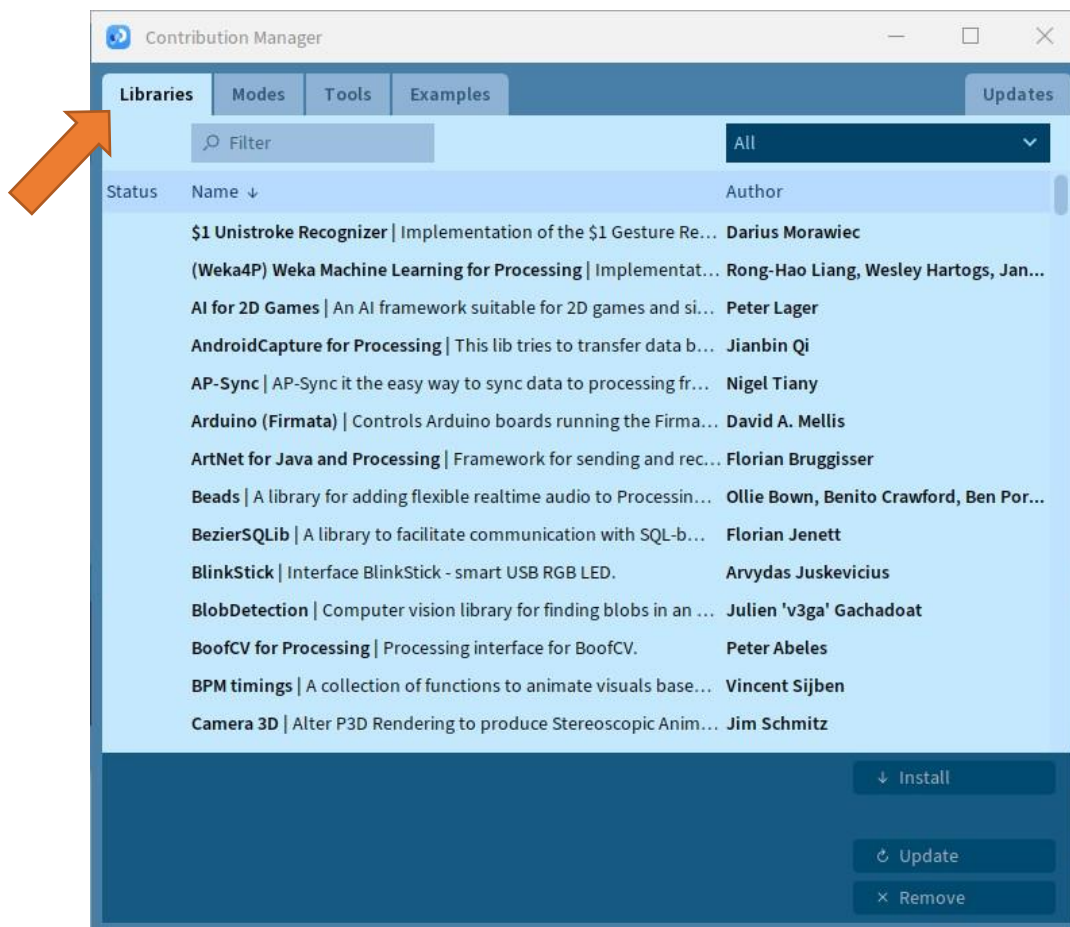 Contribution Manager
Libraries Modes Tools Examples Updates
Filter All
Status Name ↓ Author
$1 Unistroke Recognizer | Implementation of the $1 Gesture Re... Darius Morawiec
(Weka4P) Weka Machine Learning for Processing | Implementat... Rong-Hao Liang, Wesley Hartogs, Jan...
AI for 2D Games | An AI framework suitable for 2D games and si... Peter Lager
AndroidCapture for Processing | This lib tries to transfer data b... Jianbin Qi
AP-Sync | AP-Sync it the easy way to sync data to processing fr... Nigel Tiany
Arduino (Firmata) | Controls Arduino boards running the Firma... David A. Mellis
ArtNet for Java and Processing | Framework for sending and rec... Florian Bruggisser
Beads | A library for adding flexible realtime audio to Processin... Ollie Bown, Benito Crawford, Ben Por...
BezierSQLib | A library to facilitate communication with SQL-b... Florian Jenett
BlinkStick | Interface BlinkStick - smart USB RGB LED. Arvydas Juskevicius
BlobDetection | Computer vision library for finding blobs in an ... Julien 'v3ga' Gachadoat
BoofCV for Processing | Processing interface for BoofCV. Peter Abeles
BPM timings | A collection of functions to animate visuals base... Vincent Sijben
Camera 3D | Alter P3D Rendering to produce Stereoscopic Anim... Jim Schmitz
↓ Install
Update
× Remove